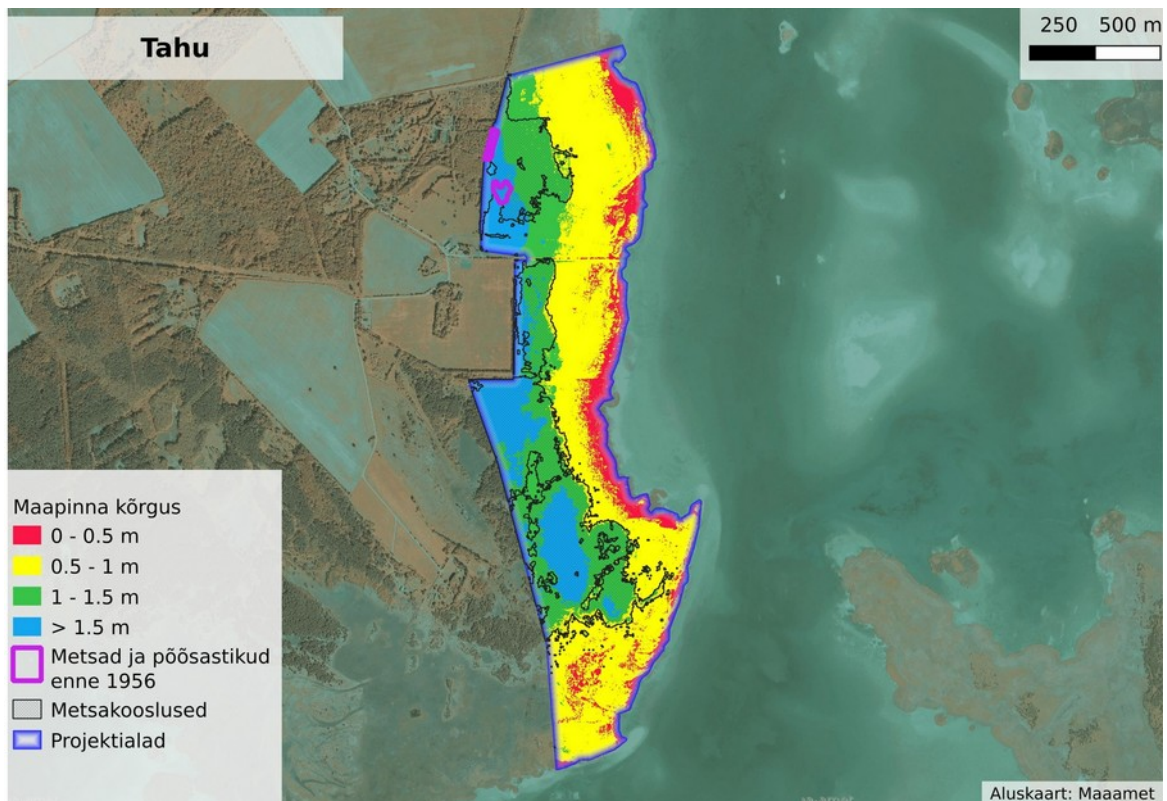 Tahu
250 500 m
Maapinna kõrgus
0 - 0.5 m
0.5 - 1 m
1 - 1.5 m
> 1.5 m
Metsad ja põõsastikud
enne 1956
Metsakooslused
Projektialad
Aluskaart: Maaamet